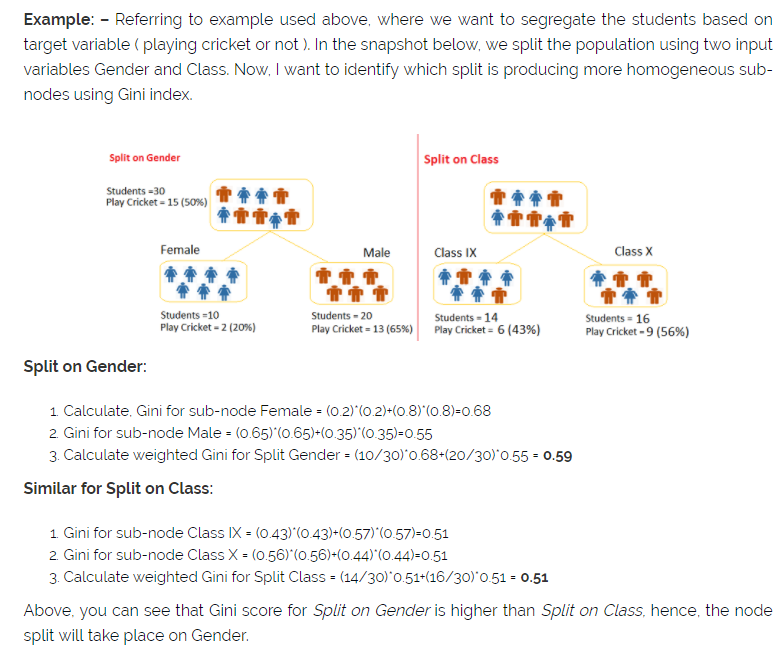 Example: – Referring to example used above, where we want to segregate the students based on
target variable ( playing cricket or not ). In the snapshot below, we split the population using two input
variables Gender and Class. Now, I want to identify which split is producing more homogeneous sub-
nodes using Gini index.
Split on Gender
Students =30
Play Cricket = 15 (50%)
Female
Students =10
Play Cricket = 2 (20%)
Male
Students = 20
Play Cricket = 13 (65%)
Split on Class
Class IX
Students = 14
Play Cricket = 6 (43%)
Class X
Students = 16
Play Cricket =9 (56%)
Split on Gender:
1. Calculate, Gini for sub-node Female = (0.2)*(0.2)+(0.8)*(0.8)=0.68
2. Gini for sub-node Male = (0.65)*(0.65)+(0.35)*(0.35)=0.55
3. Calculate weighted Gini for Split Gender = (10/30)*0.68+(20/30)*0.55 = 0.59
Similar for Split on Class:
1. Gini for sub-node Class IX = (0.43)*(0.43)+(0.57)*(0.57)=0.51
2. Gini for sub-node Class X = (0.56)*(0.56)+(0.44)*(0.44)=0.51
3. Calculate weighted Gini for Split Class = (14/30)*0.51+(16/30)*0.51 = 0.51
Above, you can see that Gini score for Split on Gender is higher than Split on Class, hence, the node
split will take place on Gender.